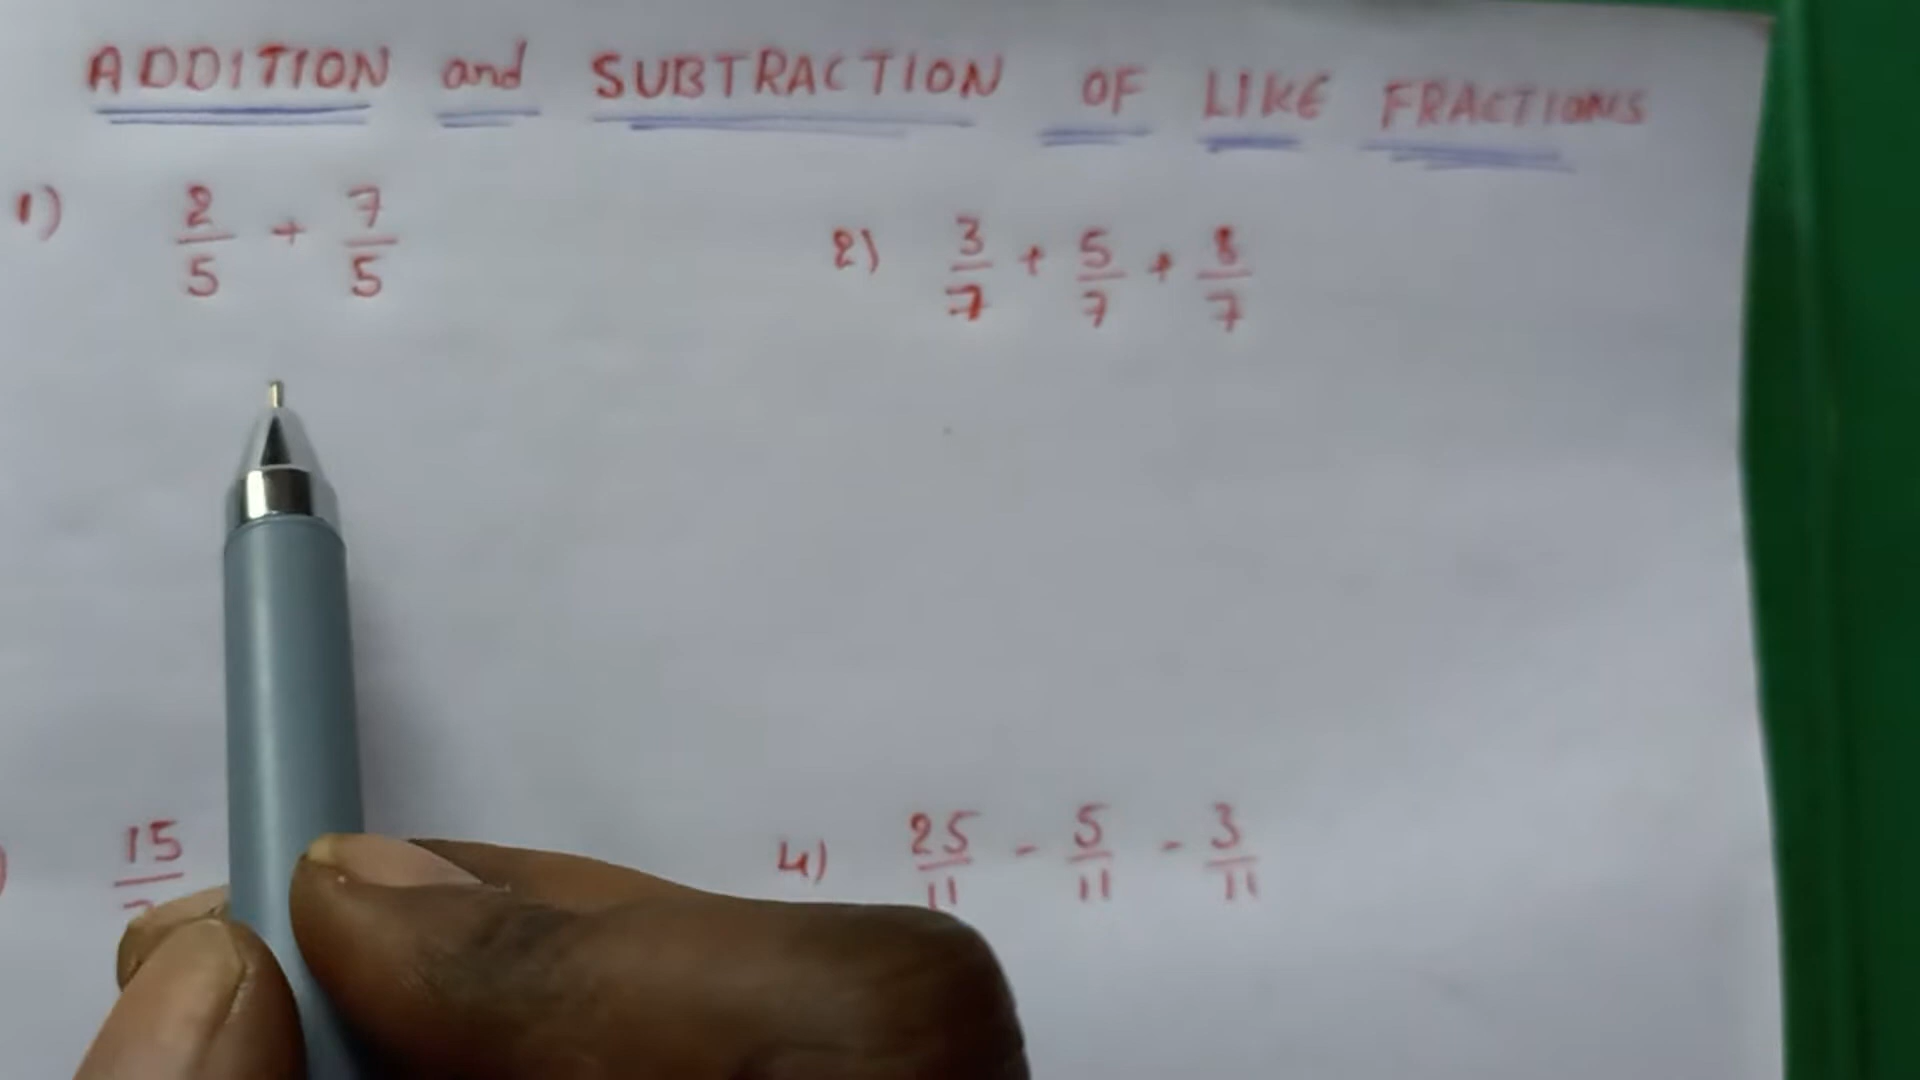 ADDITION and SUBTRACTION OF LIKE FRACTIONS
1) 2/5 + 7/5
2) 3/7 + 5/7 + 8/7
) 15
4) 25/11 - 5/11 - 3/11